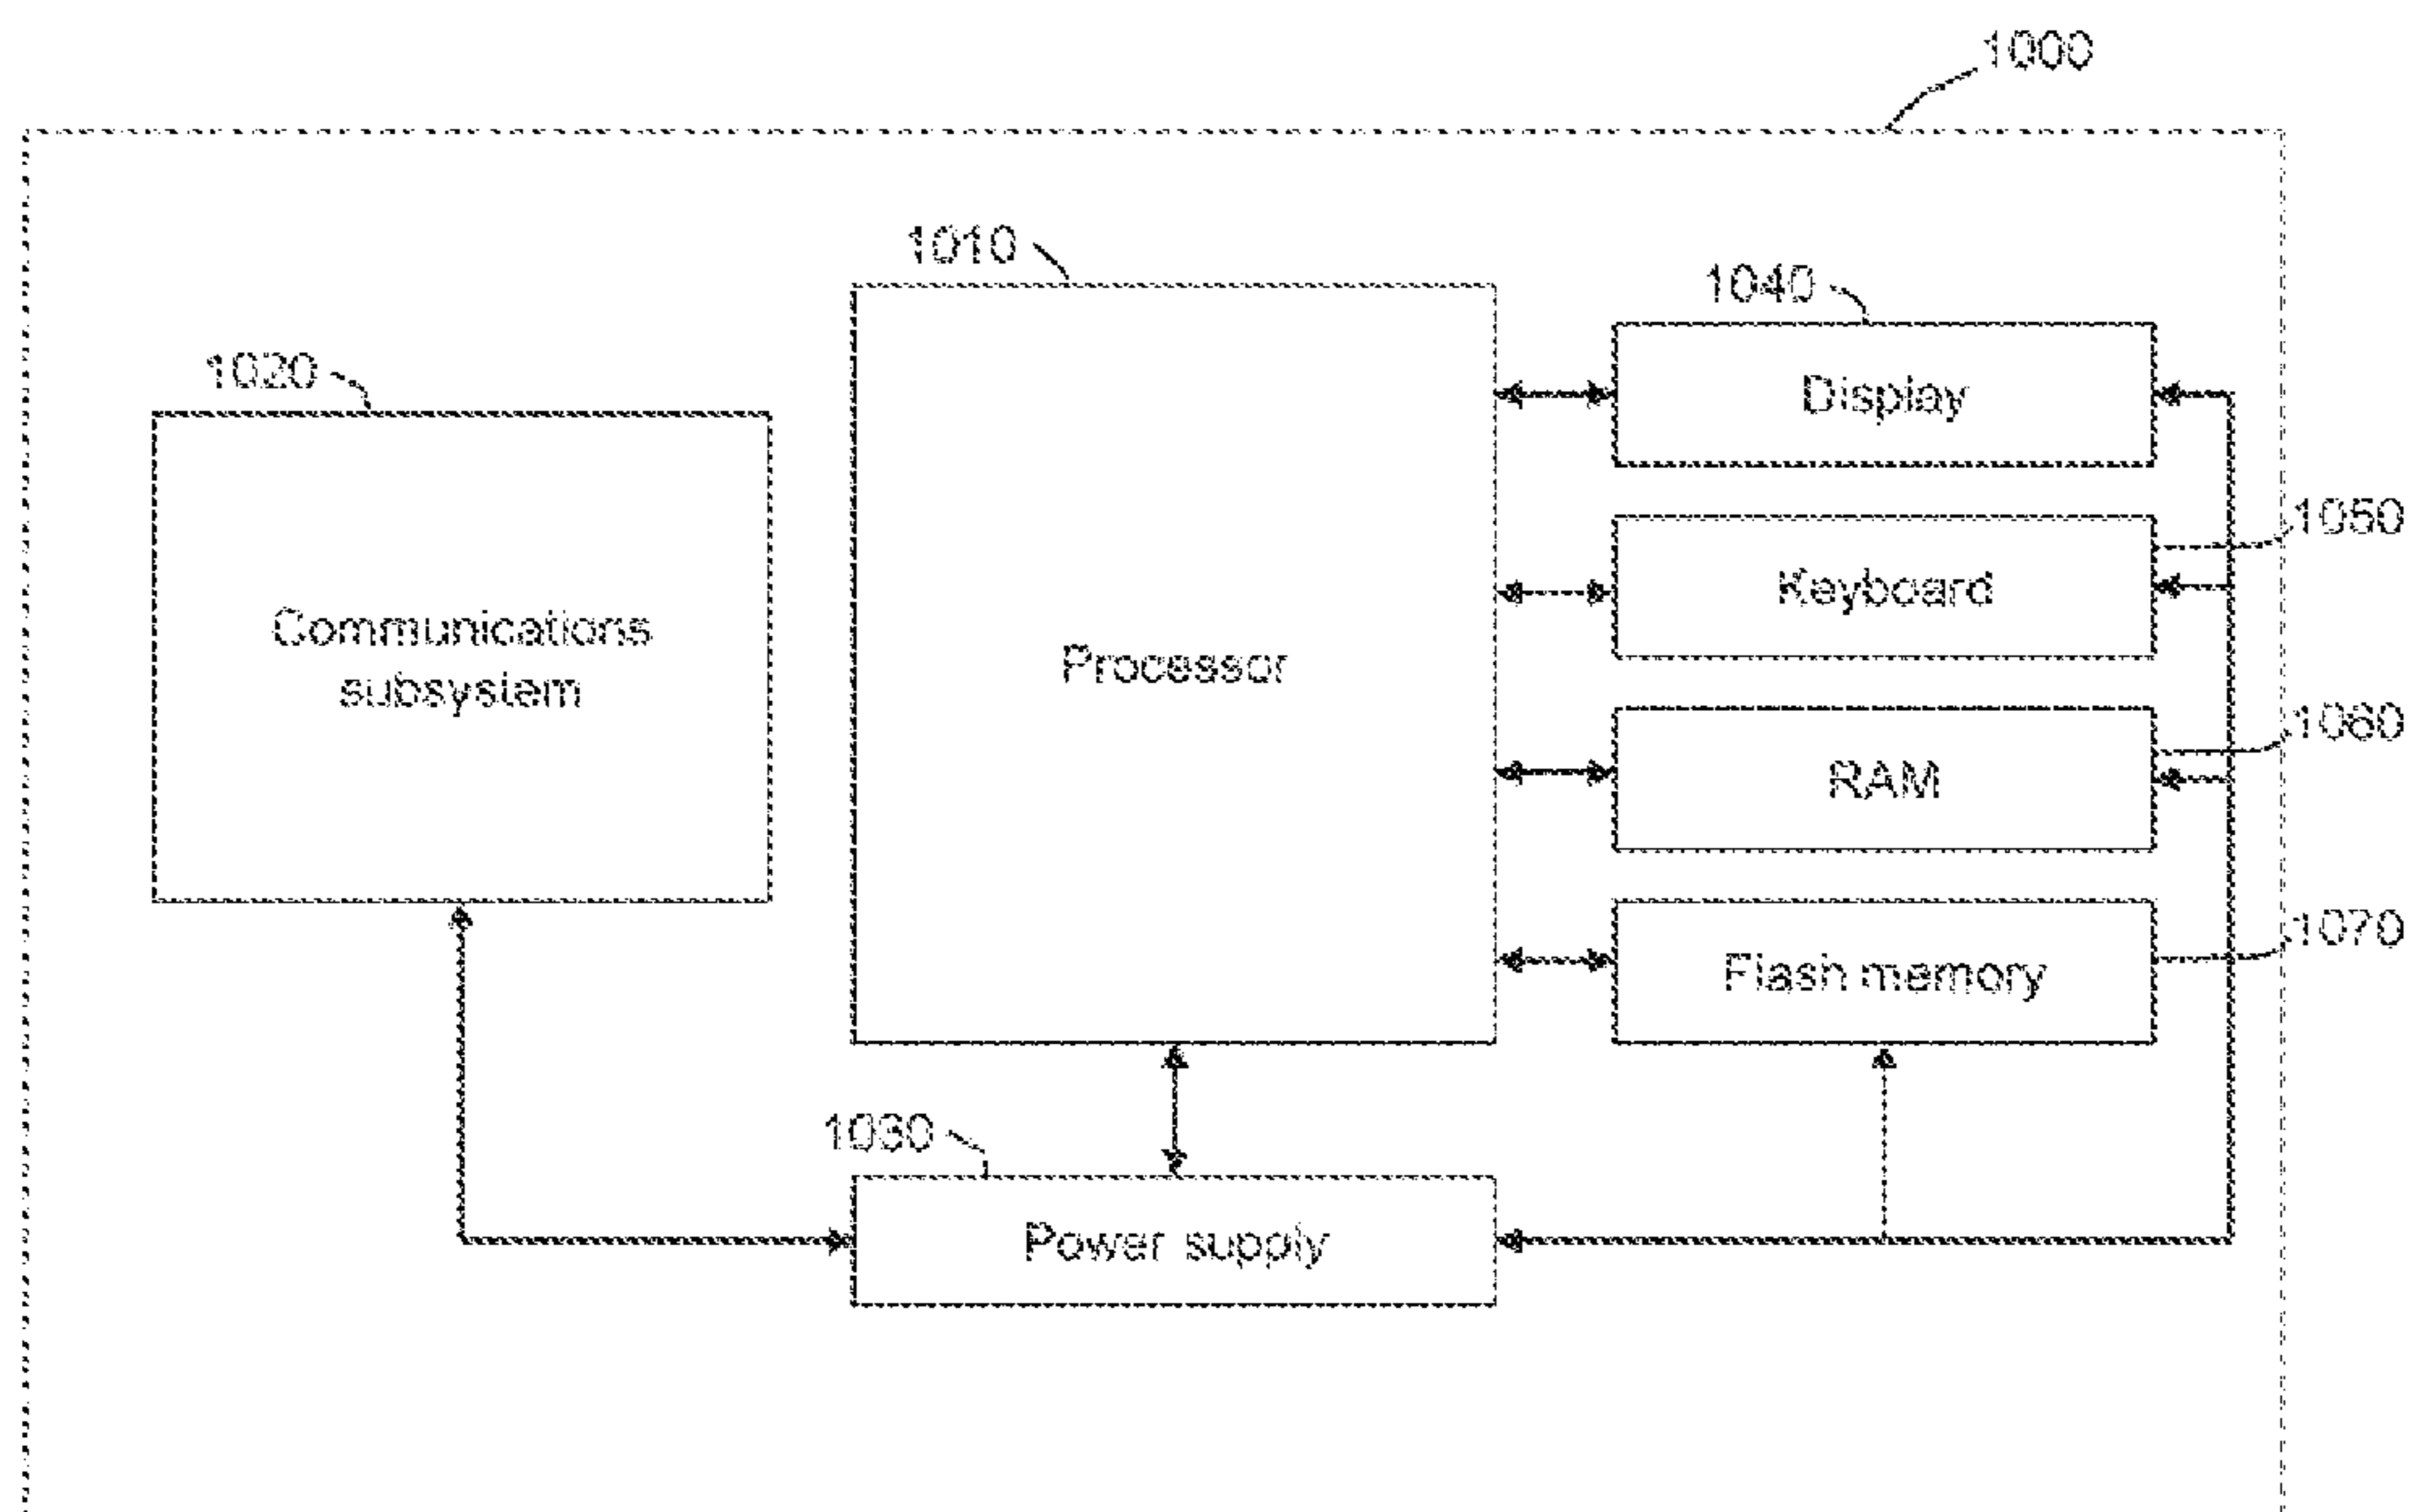 1000
1010
1040
1020
Display
1050
Keyboard
Communications
subsystem
Processor
1060
RAM
1070
Flash memory
1030
Power supply